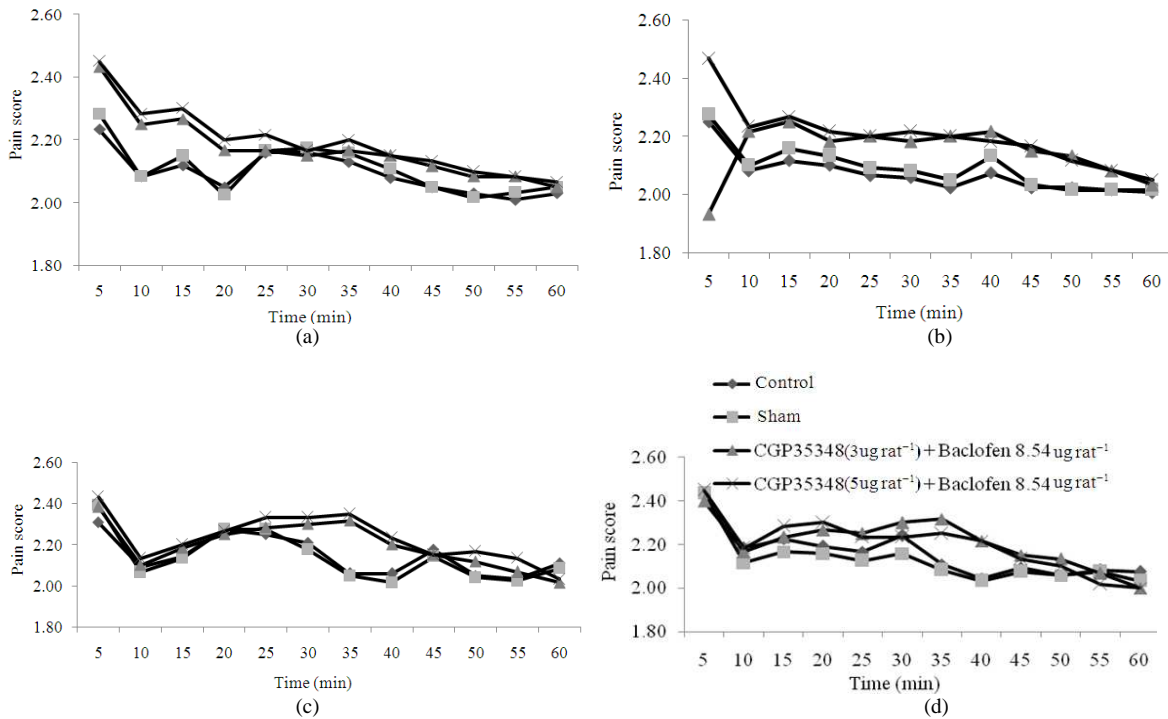 2.60
2.40
2.20
2.00
1.80
Pain score
5 10 15 20 25 30 35 40 45 50 55 60
Time (min)
(a)
2.60
2.40
2.20
2.00
1.80
Pain score
5 10 15 20 25 30 35 40 45 50 55 60
Time (min)
(b)
2.60
2.40
2.20
2.00
1.80
Pain score
5 10 15 20 25 30 35 40 45 50 55 60
Time (min)
(c)
Control
Sham
CGP35348(3ug rat⁻¹)+Baclofen 8.54 ug rat⁻¹
CGP35348(5ug rat⁻¹)+Baclofen 8.54 ug rat⁻¹
2.60
2.40
2.20
2.00
1.80
Pain score
5 10 15 20 25 30 35 40 45 50 55 60
Time (min)
(d)